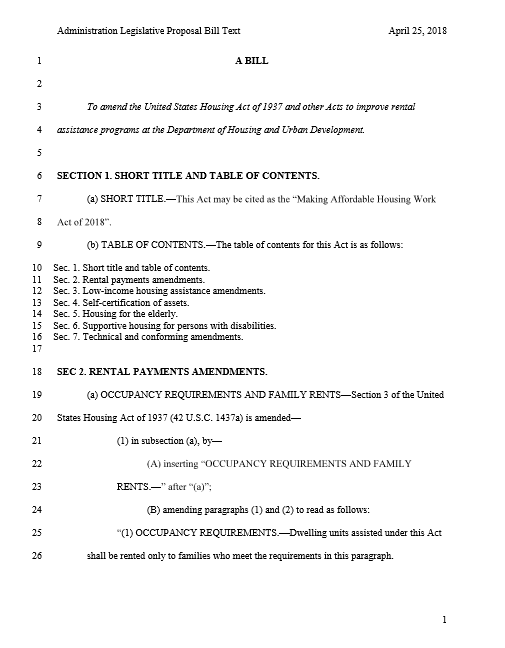 Administration Legislative Proposal Bill Text April 25, 2018
1 A BILL
2
3 To amend the United States Housing Act of 1937 and other Acts to improve rental
4 assistance programs at the Department of Housing and Urban Development.
5
6 SECTION 1. SHORT TITLE AND TABLE OF CONTENTS.
7 (a) SHORT TITLE.—This Act may be cited as the “Making Affordable Housing Work
8 Act of 2018”.
9 (b) TABLE OF CONTENTS.—The table of contents for this Act is as follows:
10 Sec. 1. Short title and table of contents.
11 Sec. 2. Rental payments amendments.
12 Sec. 3. Low-income housing assistance amendments.
13 Sec. 4. Self-certification of assets.
14 Sec. 5. Housing for the elderly.
15 Sec. 6. Supportive housing for persons with disabilities.
16 Sec. 7. Technical and conforming amendments.
17
18 SEC 2. RENTAL PAYMENTS AMENDMENTS.
19 (a) OCCUPANCY REQUIREMENTS AND FAMILY RENTS—Section 3 of the United
20 States Housing Act of 1937 (42 U.S.C. 1437a) is amended—
21 (1) in subsection (a), by—
22 (A) inserting “OCCUPANCY REQUIREMENTS AND FAMILY
23 RENTS.—” after “(a)”;
24 (B) amending paragraphs (1) and (2) to read as follows:
25 “(1) OCCUPANCY REQUIREMENTS.—Dwelling units assisted under this Act
26 shall be rented only to families who meet the requirements in this paragraph.
1